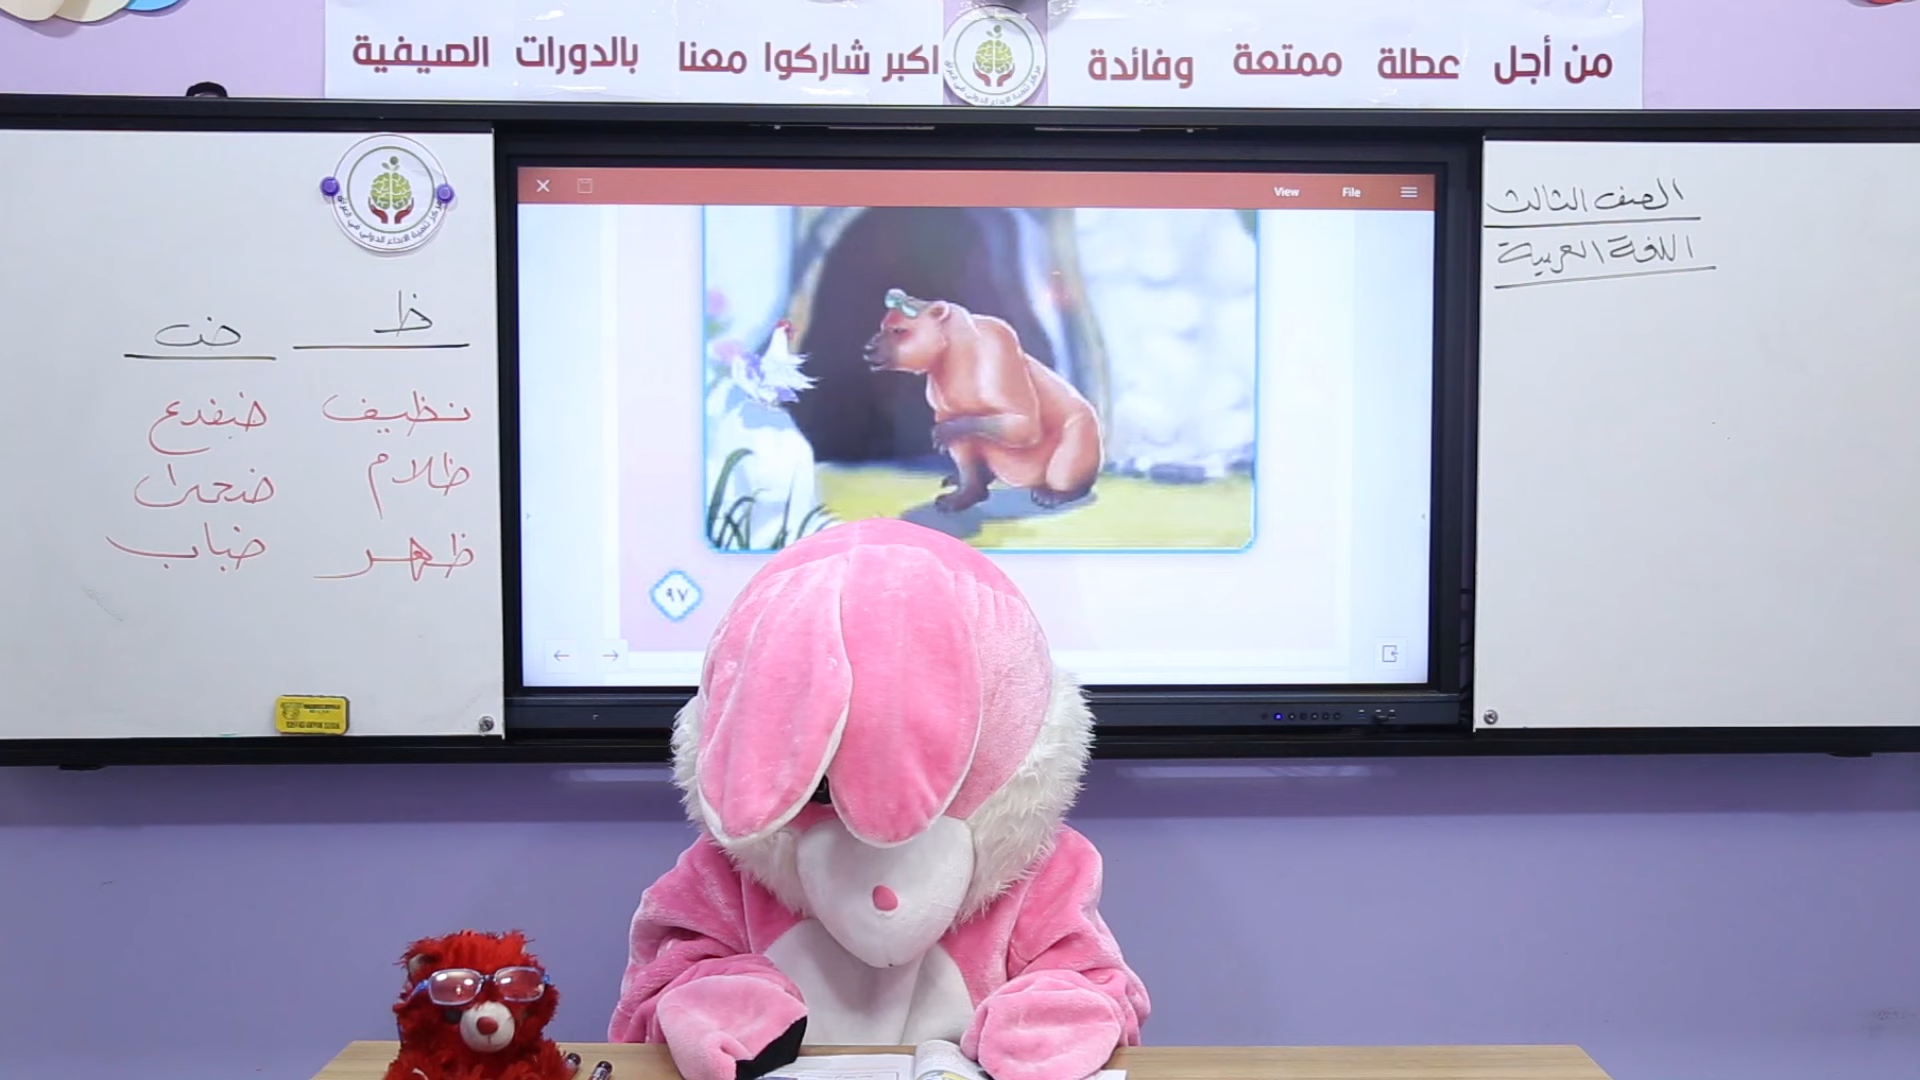 من أجل عطلة ممتعة وفائدة اكبر شاركوا معنا بالدورات الصيفية
الصف الثالث
اللغة العربية
View File
٩٧
ظ ض
نظيف ضفدع
ظلام
ظهر ضباب